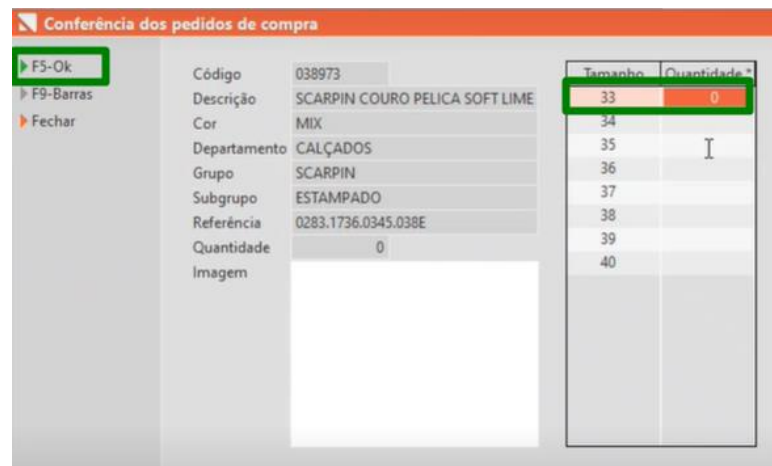 Conferência dos pedidos de compra
F5-Ok
F9-Barras
Fechar
Código 038973
Descrição SCARPIN COURO PELICA SOFT LIME
Cor MIX
Departamento CALÇADOS
Grupo SCARPIN
Subgrupo ESTAMPADO
Referência 0283.1736.0345.038E
Quantidade 0
Imagem
Tamanho Quantidade *
33 0
34
35
36
37
38
39
40